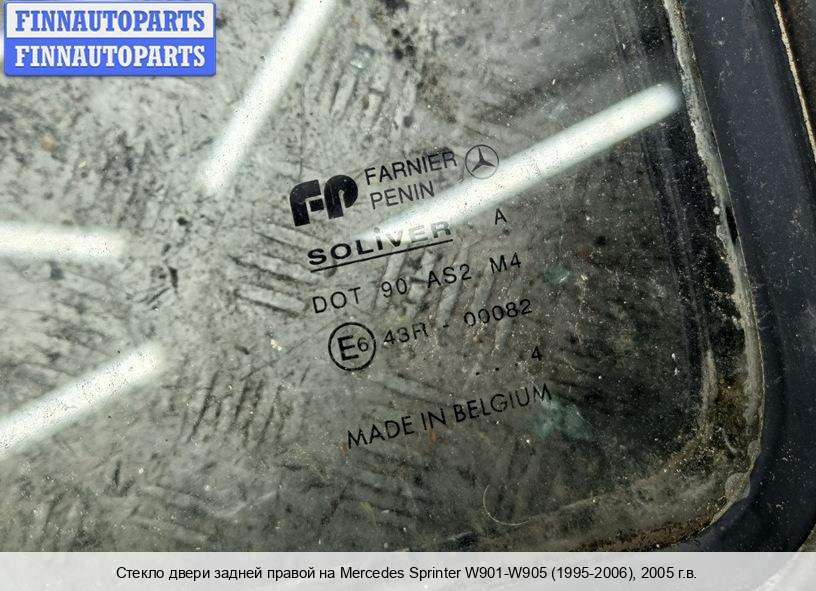 FINNAUTOPARTS
FINNAUTOPARTS
FP FARNIER
PENIN
SOLIVER A
DOT 90 AS2 M4
E6 43R - 00082
. . . 4
MADE IN BELGIUM
Стекло двери задней правой на Mercedes Sprinter W901-W905 (1995-2006), 2005 г.в.